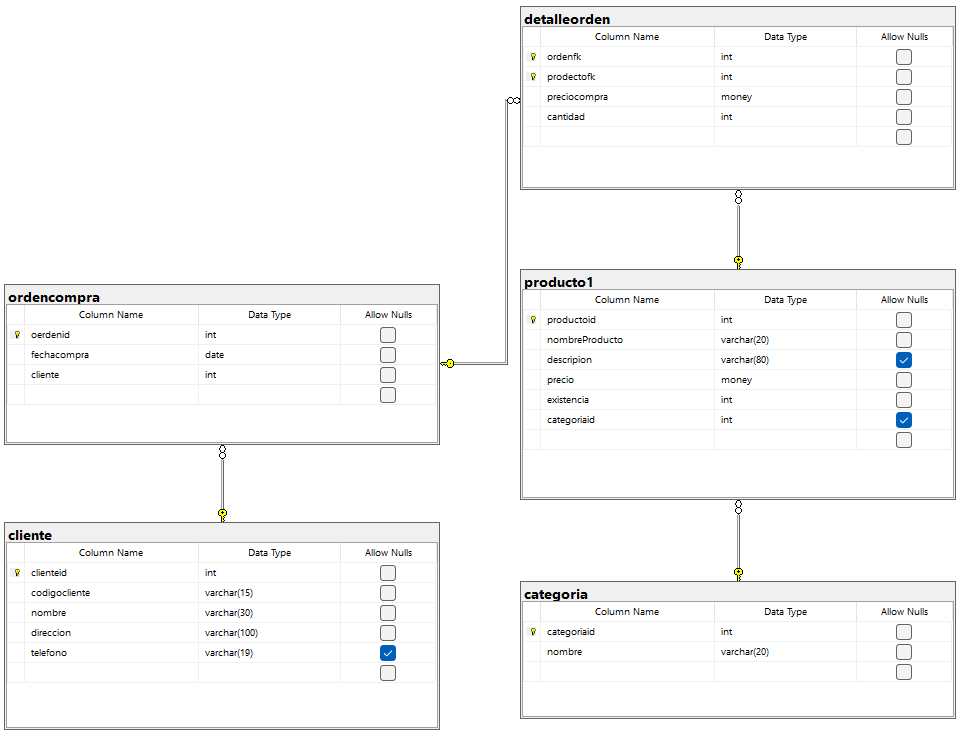 detalleorden
Column Name Data Type Allow Nulls
ordenfk int
prodectofk int
preciocompra money
cantidad int
ordencompra
Column Name Data Type Allow Nulls
oerdenid int
fechacompra date
cliente int
producto1
Column Name Data Type Allow Nulls
productoid int
nombreProducto varchar(20)
descripion varchar(80)
precio money
existencia int
categoriaid int
cliente
Column Name Data Type Allow Nulls
clienteid int
codigocliente varchar(15)
nombre varchar(30)
direccion varchar(100)
telefono varchar(19)
categoria
Column Name Data Type Allow Nulls
categoriaid int
nombre varchar(20)